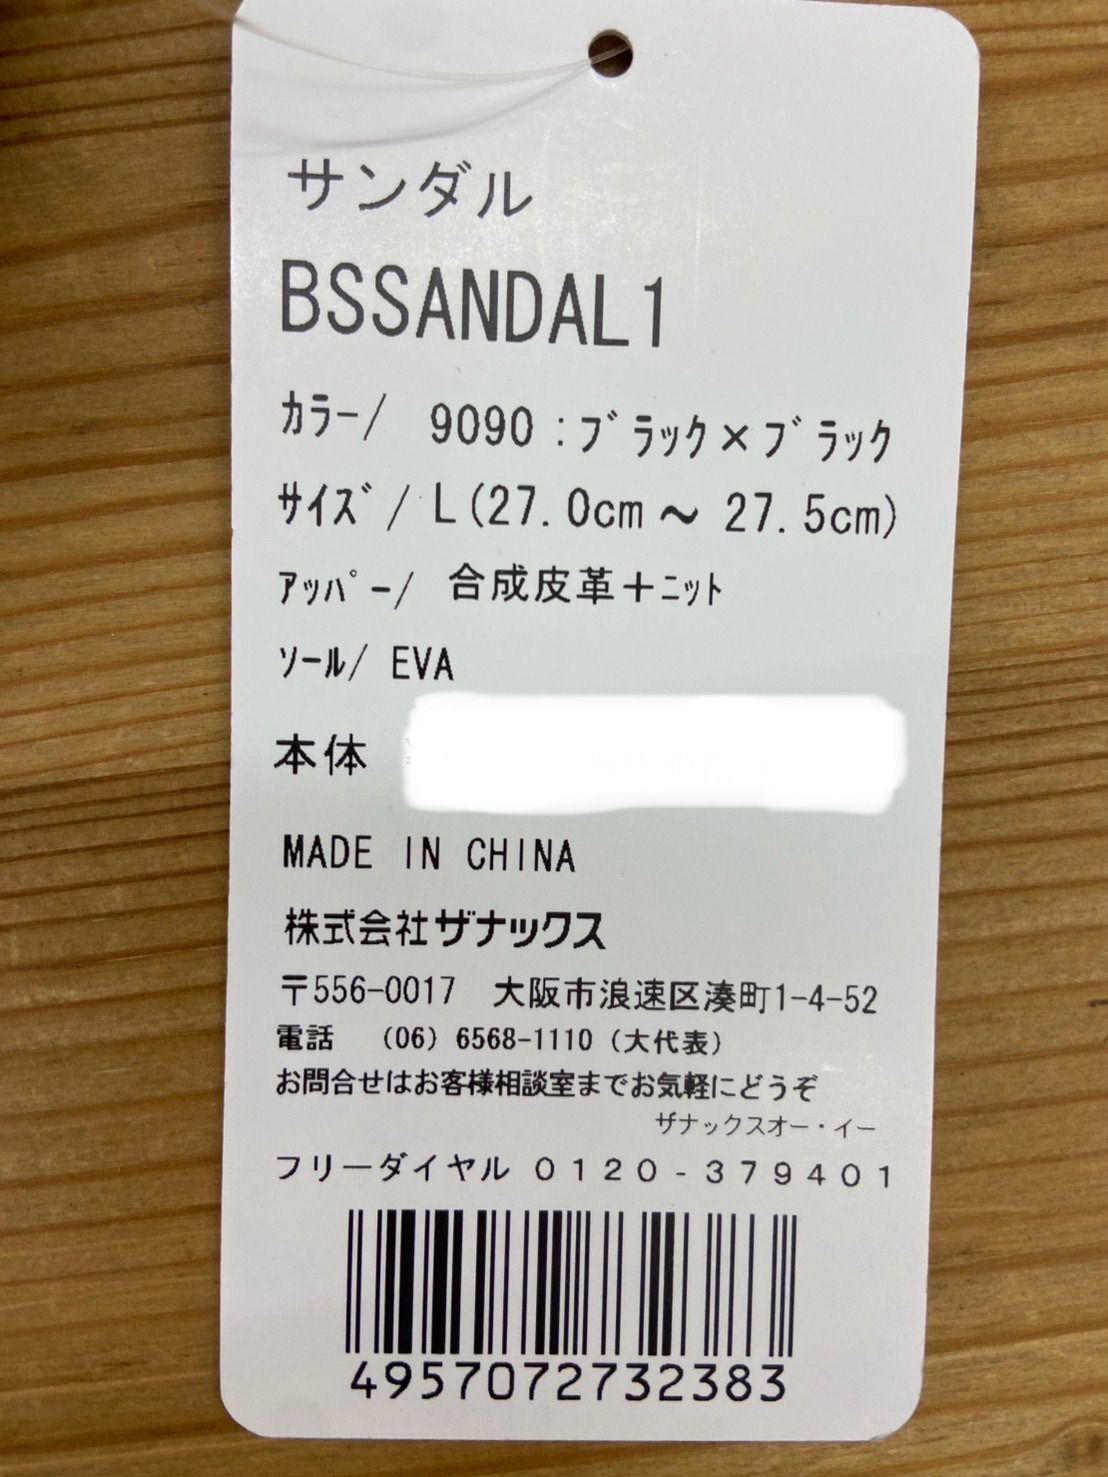 サンダル
BSSANDAL1
ｶﾗｰ/ 9090 :ﾌﾞﾗｯｸ×ﾌﾞﾗｯｸ
ｻｲｽﾞ/ L(27.0cm～ 27.5cm)
ｱｯﾊﾟｰ/ 合成皮革＋ﾆｯﾄ
ｿｰﾙ/ EVA
本体
MADE IN CHINA
株式会社ザナックス
〒556-0017 大阪市浪速区湊町1-4-52
電話 (06) 6568-1110 (大代表)
お問合せはお客様相談室までお気軽にどうぞ
ザナックスオー・イー
フリーダイヤル ０１２０-３７９４０１
4957072732383